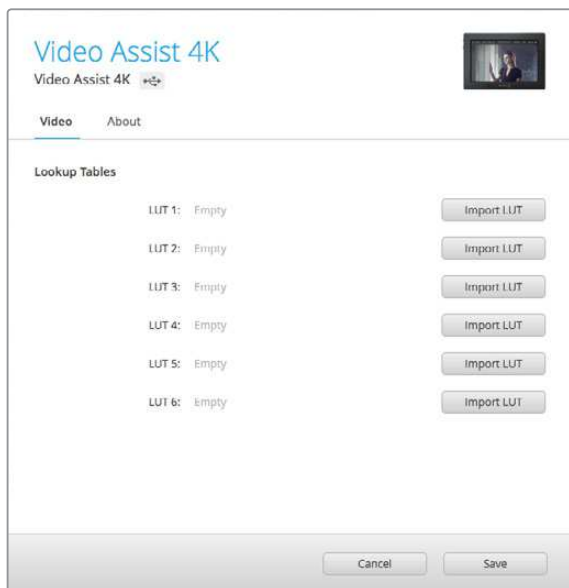 Video Assist 4K
Video Assist 4K
Video About
Lookup Tables
LUT 1: Empty Import LUT
LUT 2: Empty Import LUT
LUT 3: Empty Import LUT
LUT 4: Empty Import LUT
LUT 5: Empty Import LUT
LUT 6: Empty Import LUT
Cancel Save